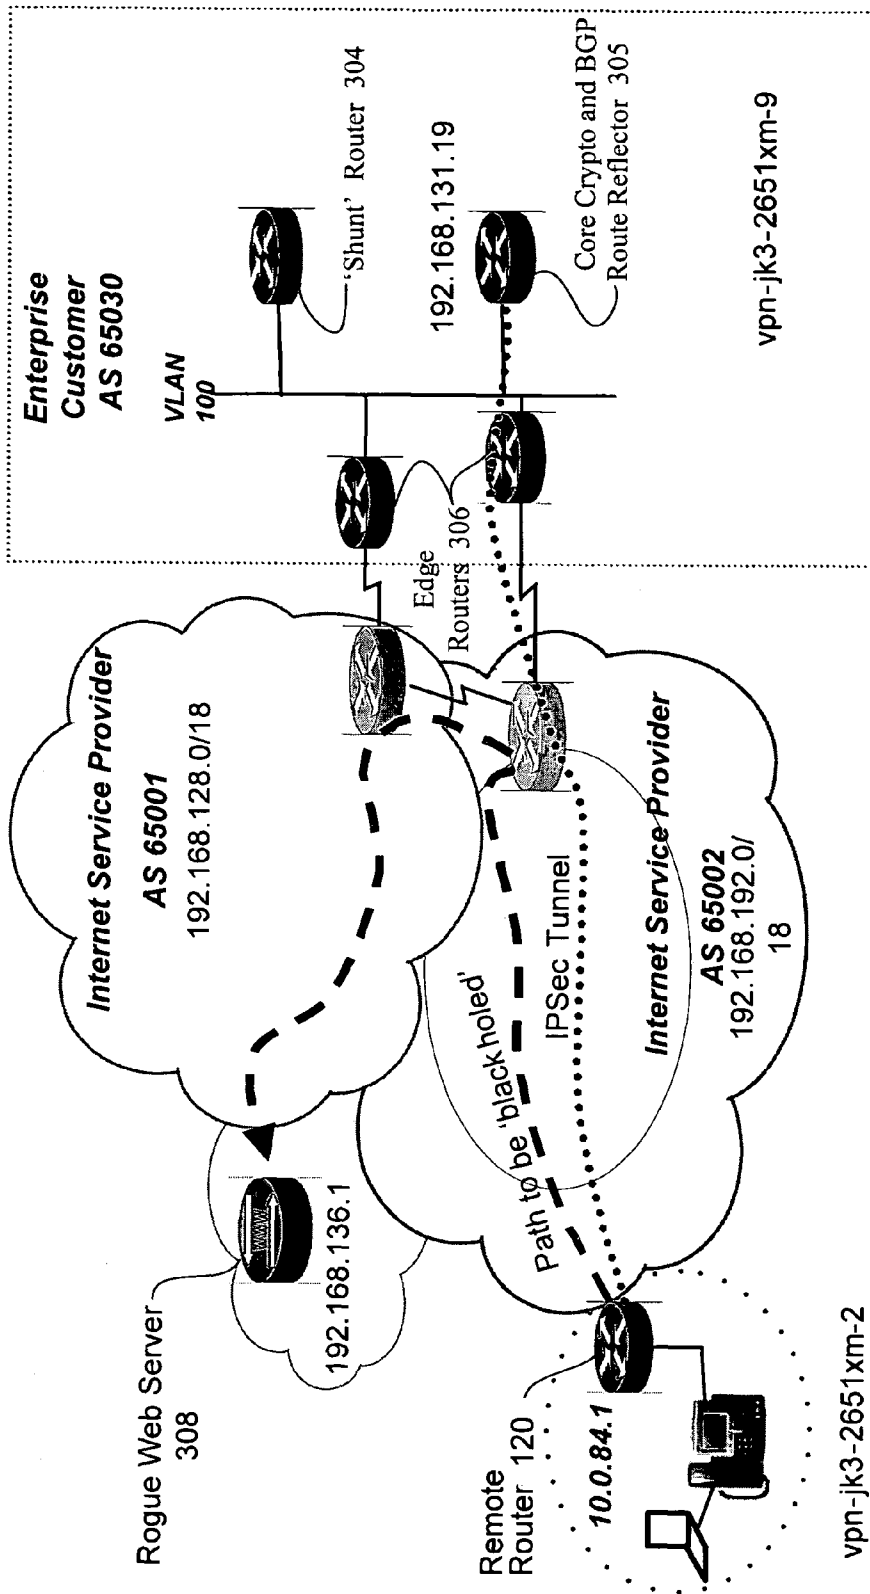 Enterprise
Customer
AS 65030
VLAN
100
'Shunt' Router 304
192.168.131.19
Core Crypto and BGP
Route Reflector 305
vpn-jk3-2651xm-9
Edge
Routers 306
Internet Service Provider
AS 65001
192.168.128.0/18
Internet Service Provider
AS 65002
192.168.192.0/
18
IPSec Tunnel
Path to be 'black holed'
Rogue Web Server
308
192.168.136.1
Remote
Router 120
10.0.84.1
vpn-jk3-2651xm-2